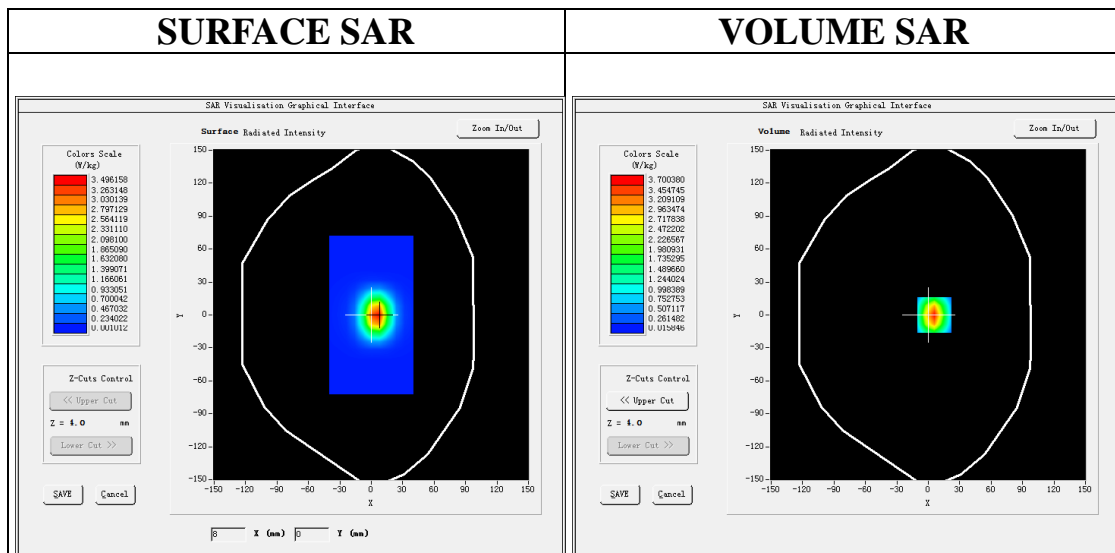 SURFACE SAR
VOLUME SAR
SAR Visualisation Graphical Interface
Surface Radiated Intensity
Zoom In/Out
Colors Scale
(W/kg)
3.496158
3.263148
3.030139
2.797129
2.564119
2.331110
2.098100
1.865090
1.632080
1.399071
1.166061
0.933051
0.700042
0.467032
0.234022
0.001012
Z-Cuts Control
<< Upper Cut
Z = 4.0 mm
Lower Cut >>
SAVE
Cancel
150
120
90
60
30
0
-30
-60
-90
-120
-150
Y
-150 -120 -90 -60 -30 0 30 60 90 120 150
X
8 X (mm) 0 Y (mm)
SAR Visualisation Graphical Interface
Volume Radiated Intensity
Zoom In/Out
Colors Scale
(W/kg)
3.700380
3.454745
3.209109
2.963474
2.717838
2.472202
2.226567
1.980931
1.735295
1.489660
1.244024
0.998389
0.752753
0.507117
0.261482
0.015846
Z-Cuts Control
<< Upper Cut
Z = 4.0 mm
Lower Cut >>
SAVE
Cancel
150
120
90
60
30
0
-30
-60
-90
-120
-150
Y
-150 -120 -90 -60 -30 0 30 60 90 120 150
X